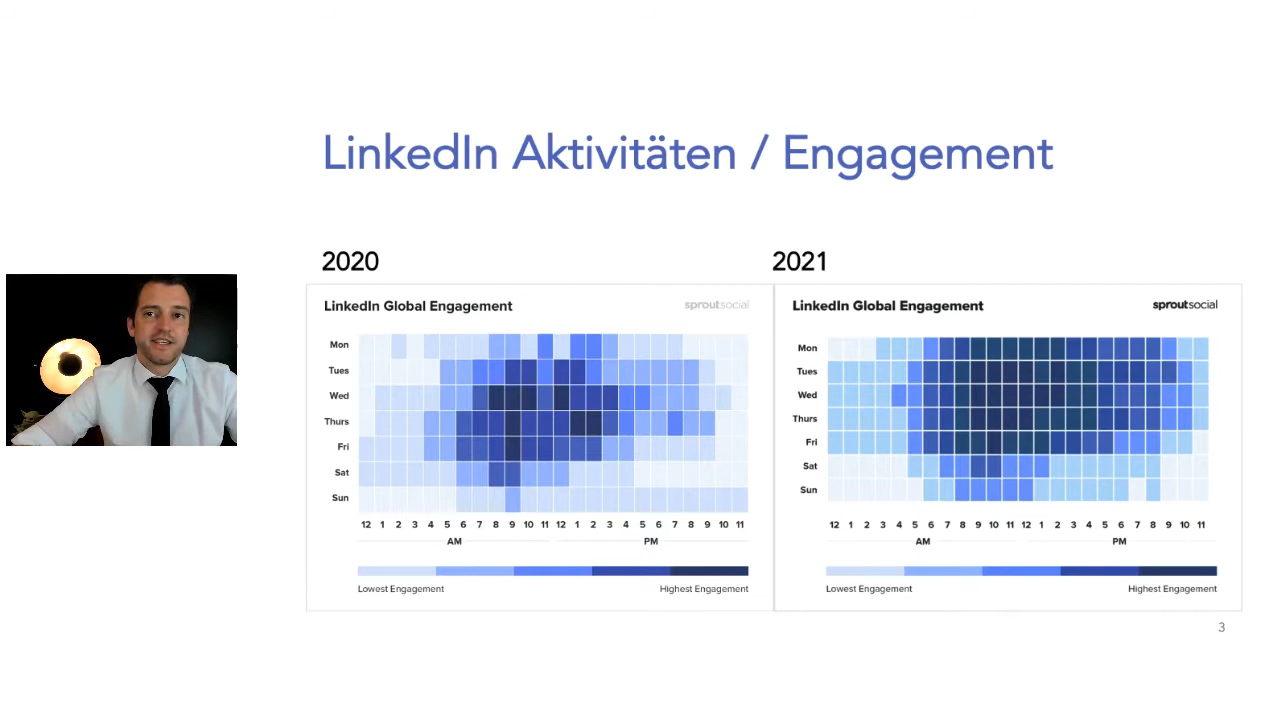 LinkedIn Aktivitäten / Engagement
2020
2021
LinkedIn Global Engagement
sproutsocial
Mon
Tues
Wed
Thurs
Fri
Sat
Sun
12 1 2 3 4 5 6 7 8 9 10 11 12 1 2 3 4 5 6 7 8 9 10 11
AM PM
Lowest Engagement Highest Engagement
LinkedIn Global Engagement
sproutsocial
Mon
Tues
Wed
Thurs
Fri
Sat
Sun
12 1 2 3 4 5 6 7 8 9 10 11 12 1 2 3 4 5 6 7 8 9 10 11
AM PM
Lowest Engagement Highest Engagement
3